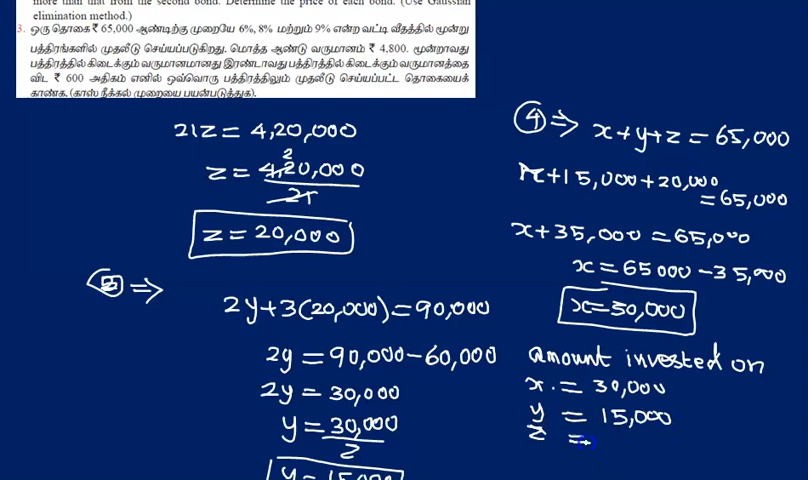 more than that from the second bond. Determine the price of each bond. (Use Gaussian
elimination method.)
3. ஒரு தொகை ₹ 65,000 ஆண்டிற்கு முறையே 6%, 8% மற்றும் 9% என்ற வட்டி வீதத்தில் மூன்று
பத்திரங்களில் முதலீடு செய்யப்படுகிறது. மொத்த ஆண்டு வருமானம் ₹ 4,800. மூன்றாவது
பத்திரத்தில் கிடைக்கும் வருமானமானது இரண்டாவது பத்திரத்தில் கிடைக்கும் வருமானத்தை
விட ₹ 600 அதிகம் எனில் ஒவ்வொரு பத்திரத்திலும் முதலீடு செய்யப்பட்ட தொகையைக்
காண்க. (காஸ் நீக்கல் முறையை பயன்படுத்துக).
21z = 4,20,000
z = 4,20,000
2
21
z = 20,000
⇒
2y+3(20,000) = 90,000
2y = 90,000-60,000
2y = 30,000
y = 30,000
2
y = 15000
4 ⇒ x+y+z = 65,000
x+15,000+20,000
= 65,000
x+35,000 = 65,000
x = 65000-35,000
x = 30,000
amount invested on
x = 30,000
y = 15,000
z =